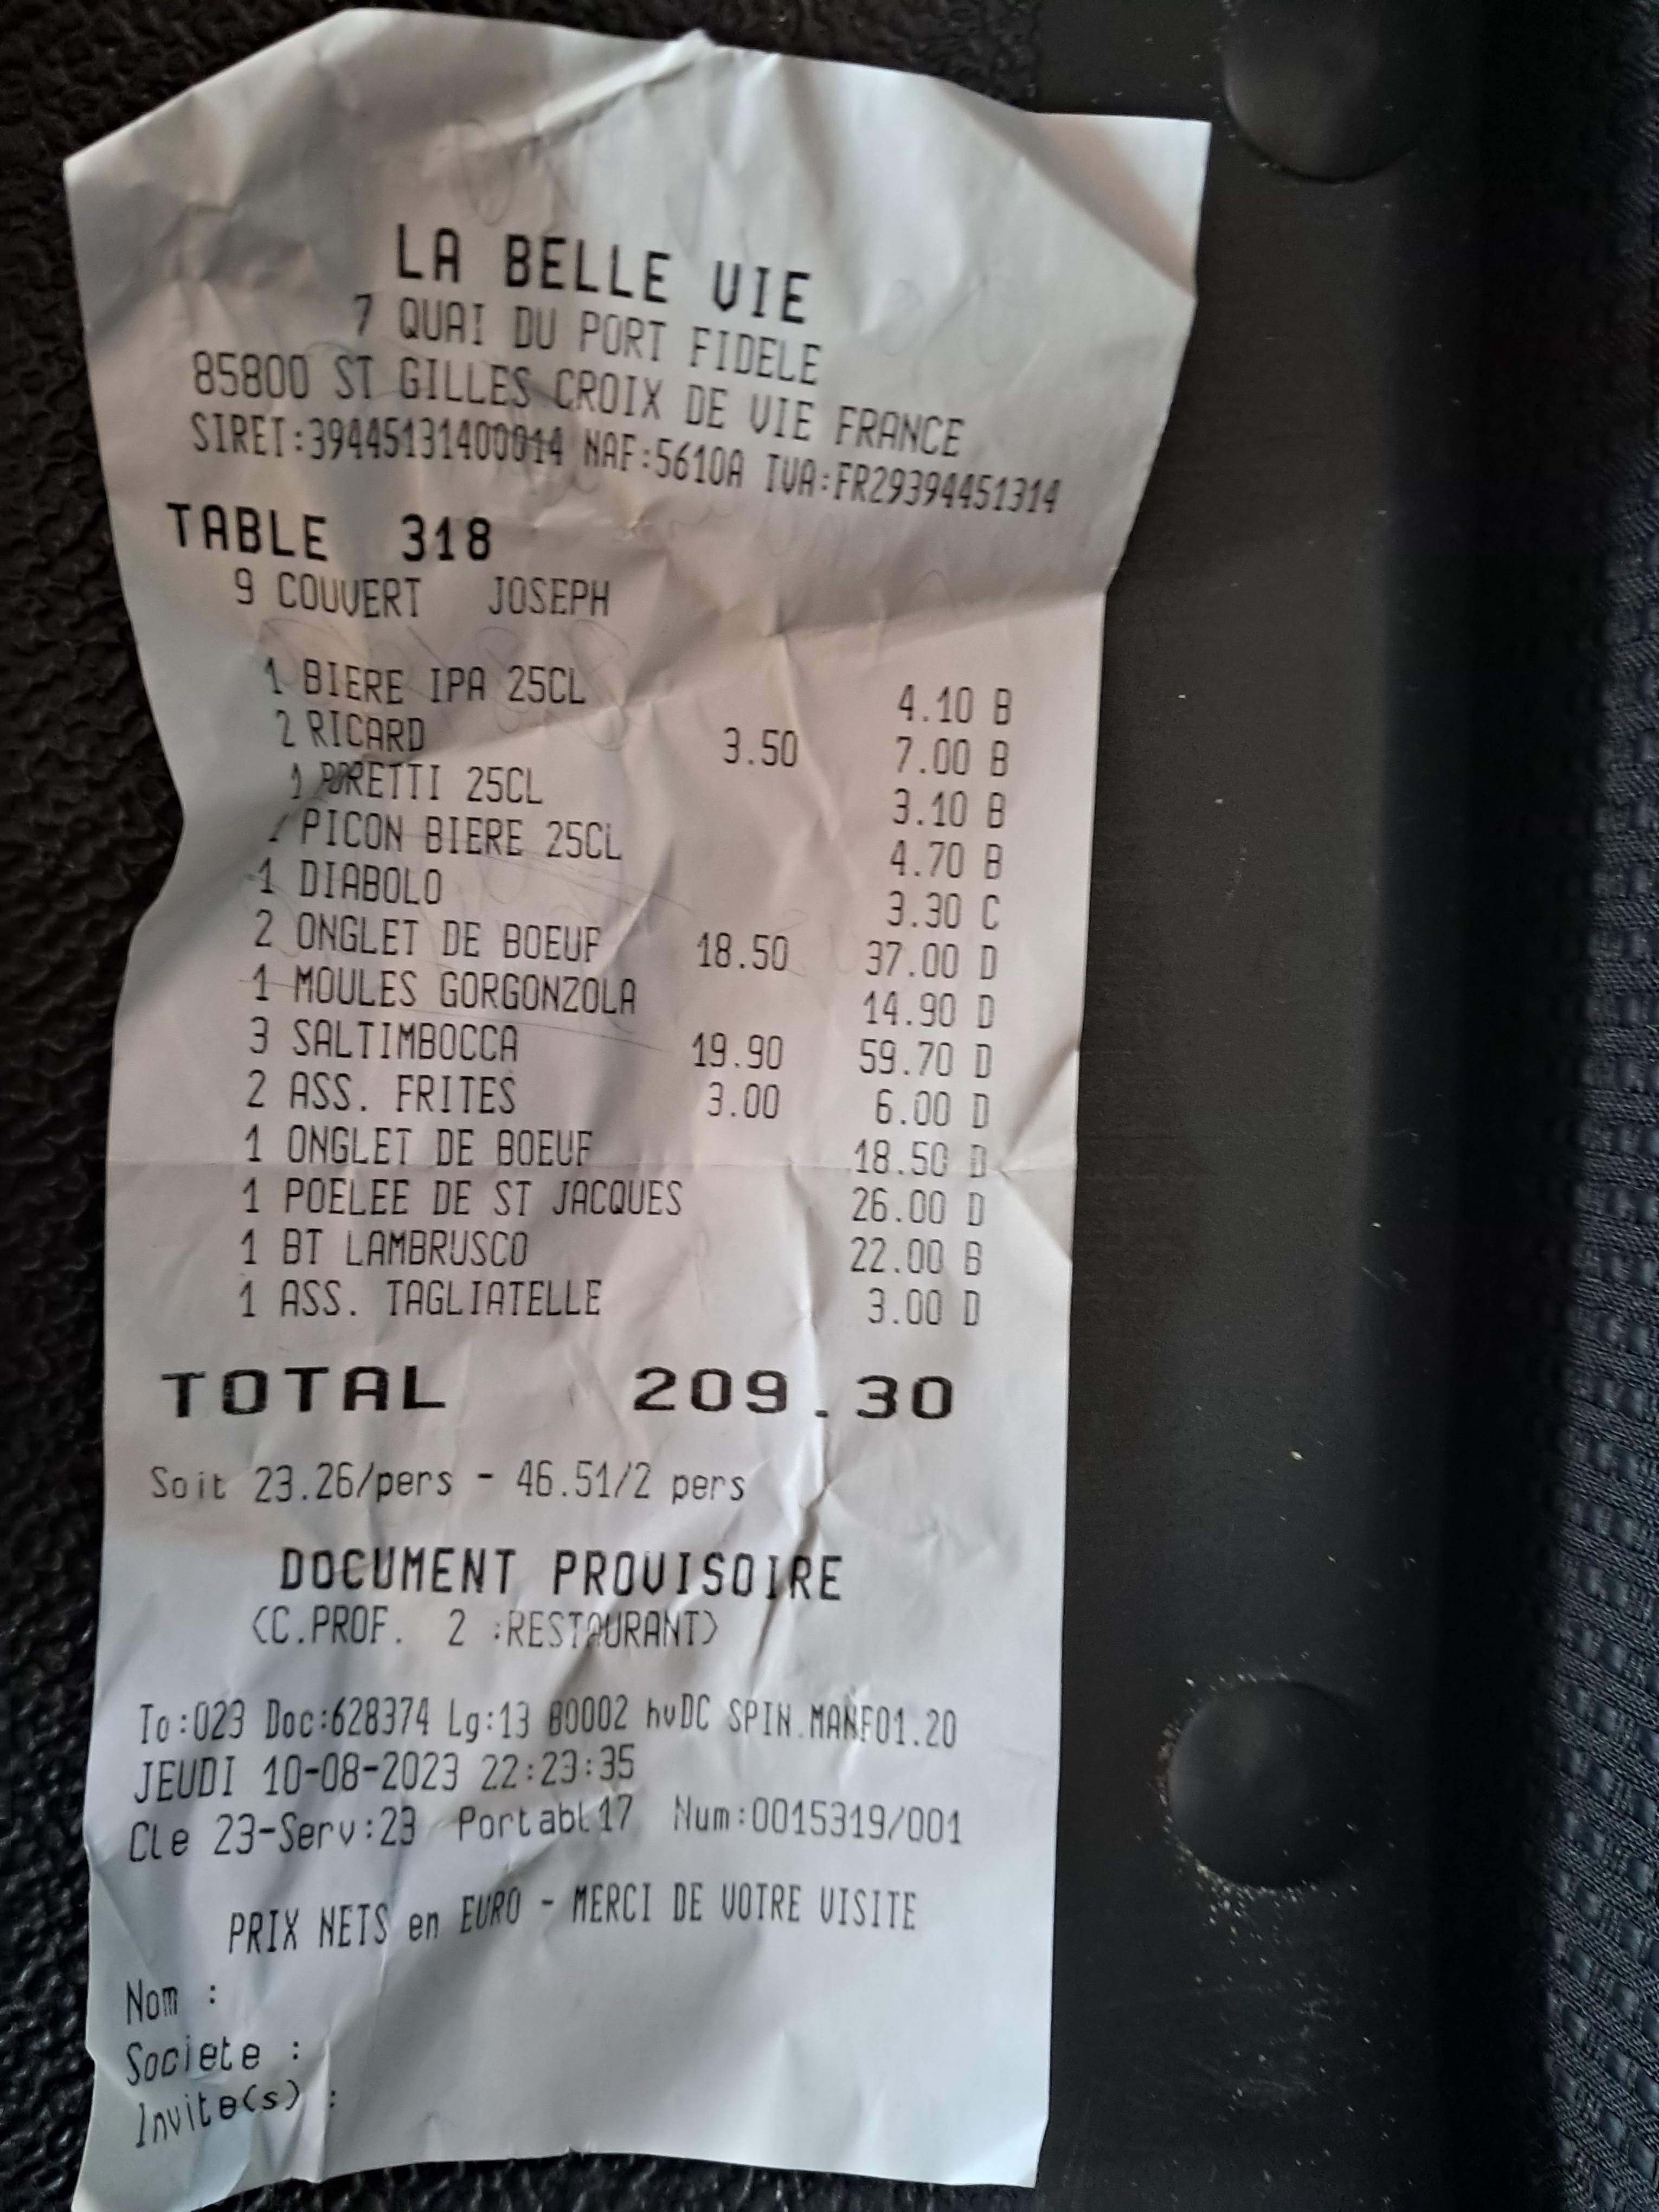 LA BELLE VIE
7 QUAI DU PORT FIDELE
85800 ST GILLES CROIX DE VIE FRANCE
SIRET:39445131400014 NAF:5610A TVA:FR29394451314
TABLE 318
9 COUVERT JOSEPH
1 BIERE IPA 25CL 4.10 B
2 RICARD 3.50 7.00 B
1 PORETTI 25CL 3.10 B
1 PICON BIERE 25CL 4.70 B
1 DIABOLO 3.30 C
2 ONGLET DE BOEUF 18.50 37.00 D
1 MOULES GORGONZOLA 14.90 D
3 SALTIMBOCCA 19.90 59.70 D
2 ASS. FRITES 3.00 6.00 D
1 ONGLET DE BOEUF 18.50 D
1 POELEE DE ST JACQUES 26.00 D
1 BT LAMBRUSCO 22.00 B
1 ASS. TAGLIATELLE 3.00 D
TOTAL 209.30
Soit 23.26/pers - 46.51/2 pers
DOCUMENT PROVISOIRE
<C.PROF. 2 :RESTAURANT>
To:023 Doc:628374 Lg:13 80002 hvDC SPIN.MANF01.20
JEUDI 10-08-2023 22:23:35
Cle 23-Serv:23 Portabl17 Num:0015319/001
PRIX NETS en EURO - MERCI DE VOTRE VISITE
Nom :
Societe :
Invite(s) :